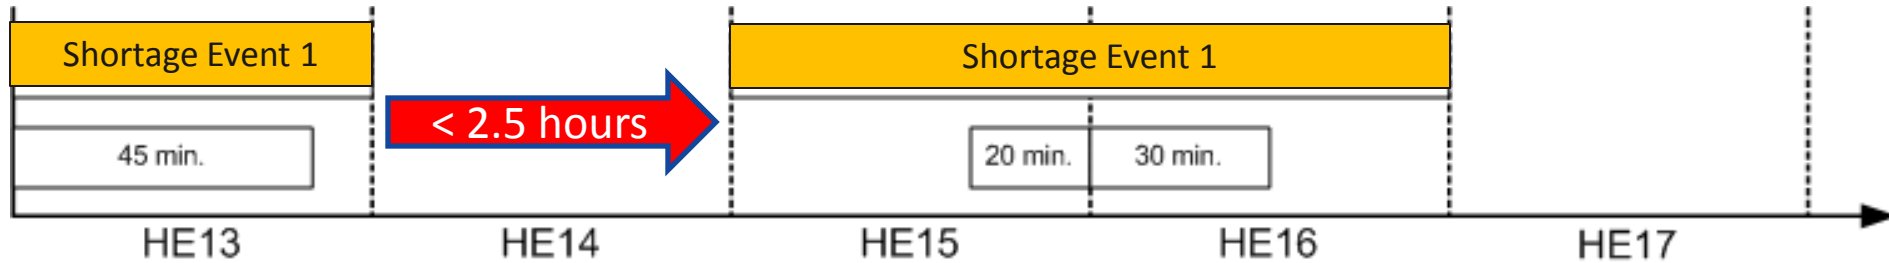 Shortage Event 1
Shortage Event 1
< 2.5 hours
45 min.
20 min.
30 min.
HE13
HE14
HE15
HE16
HE17